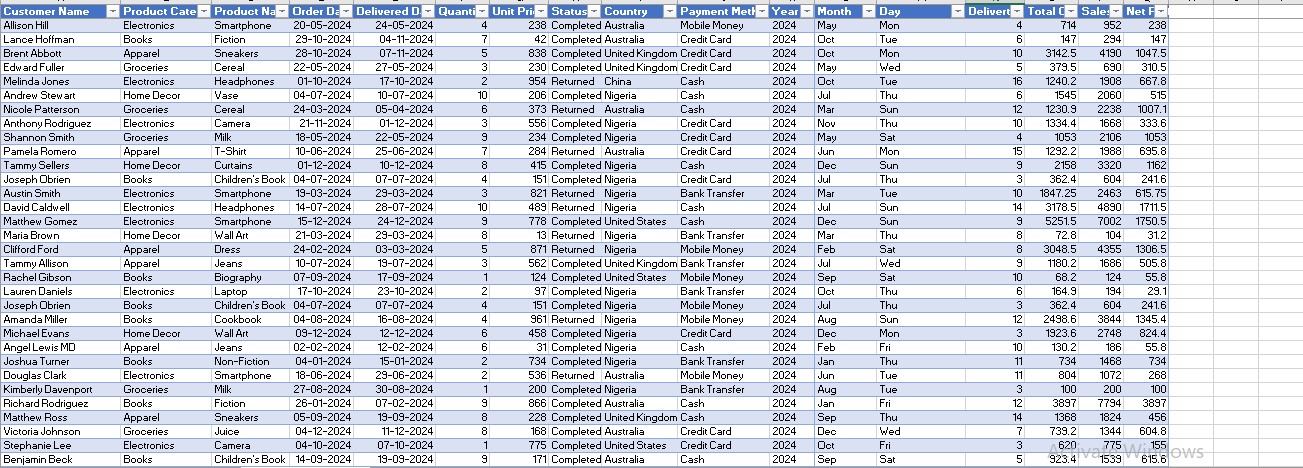 Customer Name Product Cate Product Na Order Da Delivered D Quanti Unit Pri Status Country Payment Meth Year Month Day Delivert Total C Sales Net F
Allison Hill Electronics Smartphone 20-05-2024 24-05-2024 4 238 Completed Australia Mobile Money 2024 May Mon 4 714 952 238
Lance Hoffman Books Fiction 29-10-2024 04-11-2024 7 42 Completed Australia Credit Card 2024 Oct Tue 6 147 294 147
Brent Abbott Apparel Sneakers 28-10-2024 07-11-2024 5 838 Completed United Kingdom Credit Card 2024 Oct Mon 10 3142.5 4190 1047.5
Edward Fuller Groceries Cereal 22-05-2024 27-05-2024 3 230 Completed United Kingdom Credit Card 2024 May Wed 5 379.5 690 310.5
Melinda Jones Electronics Headphones 01-10-2024 17-10-2024 2 954 Returned China Cash 2024 Oct Tue 16 1240.2 1908 667.8
Andrew Stewart Home Decor Vase 04-07-2024 10-07-2024 10 206 Completed Nigeria Cash 2024 Jul Thu 6 1545 2060 515
Nicole Patterson Groceries Cereal 24-03-2024 05-04-2024 6 373 Returned Australia Cash 2024 Mar Sun 12 1230.9 2238 1007.1
Anthony Rodriguez Electronics Camera 21-11-2024 01-12-2024 3 556 Completed Nigeria Credit Card 2024 Nov Thu 10 1334.4 1668 333.6
Shannon Smith Groceries Milk 18-05-2024 22-05-2024 9 234 Completed Nigeria Credit Card 2024 May Sat 4 1053 2106 1053
Pamela Romero Apparel T-Shirt 10-06-2024 25-06-2024 7 284 Returned Australia Credit Card 2024 Jun Mon 15 1292.2 1988 695.8
Tammy Sellers Home Decor Curtains 01-12-2024 10-12-2024 8 415 Completed Nigeria Cash 2024 Dec Sun 9 2158 3320 1162
Joseph Obrien Books Children's Book 04-07-2024 07-07-2024 4 151 Completed Nigeria Credit Card 2024 Jul Thu 3 362.4 604 241.6
Austin Smith Electronics Smartphone 19-03-2024 29-03-2024 3 821 Returned Nigeria Bank Transfer 2024 Mar Tue 10 1847.25 2463 615.75
David Caldwell Electronics Headphones 14-07-2024 28-07-2024 10 489 Returned Nigeria Cash 2024 Jul Sun 14 3178.5 4890 1711.5
Matthew Gomez Electronics Smartphone 15-12-2024 24-12-2024 9 778 Completed United States Cash 2024 Dec Sun 9 5251.5 7002 1750.5
Maria Brown Home Decor Wall Art 21-03-2024 29-03-2024 8 13 Returned Nigeria Bank Transfer 2024 Mar Thu 8 72.8 104 31.2
Clifford Ford Apparel Dress 24-02-2024 03-03-2024 5 871 Returned Nigeria Mobile Money 2024 Feb Sat 8 3048.5 4355 1306.5
Tammy Allison Apparel Jeans 10-07-2024 19-07-2024 3 562 Completed United Kingdom Bank Transfer 2024 Jul Wed 9 1180.2 1686 505.8
Rachel Gibson Books Biography 07-09-2024 17-09-2024 1 124 Completed United States Mobile Money 2024 Sep Sat 10 68.2 124 55.8
Lauren Daniels Electronics Laptop 17-10-2024 23-10-2024 2 97 Completed Nigeria Bank Transfer 2024 Oct Thu 6 164.9 194 29.1
Joseph Obrien Books Children's Book 04-07-2024 07-07-2024 4 151 Completed Nigeria Mobile Money 2024 Jul Thu 3 362.4 604 241.6
Amanda Miller Books Cookbook 04-08-2024 16-08-2024 4 961 Returned Nigeria Mobile Money 2024 Aug Sun 12 2498.6 3844 1345.4
Michael Evans Home Decor Wall Art 09-12-2024 12-12-2024 6 458 Completed Nigeria Credit Card 2024 Dec Mon 3 1923.6 2748 824.4
Angel Lewis MD Apparel Jeans 02-02-2024 12-02-2024 6 31 Completed Nigeria Cash 2024 Feb Fri 10 130.2 186 55.8
Joshua Turner Books Non-Fiction 04-01-2024 15-01-2024 2 734 Completed Nigeria Bank Transfer 2024 Jan Thu 11 734 1468 734
Douglas Clark Electronics Smartphone 18-06-2024 29-06-2024 2 536 Returned Australia Mobile Money 2024 Jun Tue 11 804 1072 268
Kimberly Davenport Groceries Milk 27-08-2024 30-08-2024 1 200 Completed Nigeria Bank Transfer 2024 Aug Tue 3 100 200 100
Richard Rodriguez Books Fiction 26-01-2024 07-02-2024 9 866 Completed Australia Cash 2024 Jan Fri 12 3897 7794 3897
Matthew Ross Apparel Sneakers 05-09-2024 19-09-2024 8 228 Completed United Kingdom Cash 2024 Sep Thu 14 1368 1824 456
Victoria Johnson Groceries Juice 04-12-2024 11-12-2024 8 168 Completed Australia Credit Card 2024 Dec Wed 7 739.2 1344 604.8
Stephanie Lee Electronics Camera 04-10-2024 07-10-2024 1 775 Completed United States Credit Card 2024 Oct Fri 3 620 775 155
Benjamin Beck Books Children's Book 14-09-2024 19-09-2024 9 171 Completed Australia Cash 2024 Sep Sat 5 923.4 1539 615.6
Activate Windows